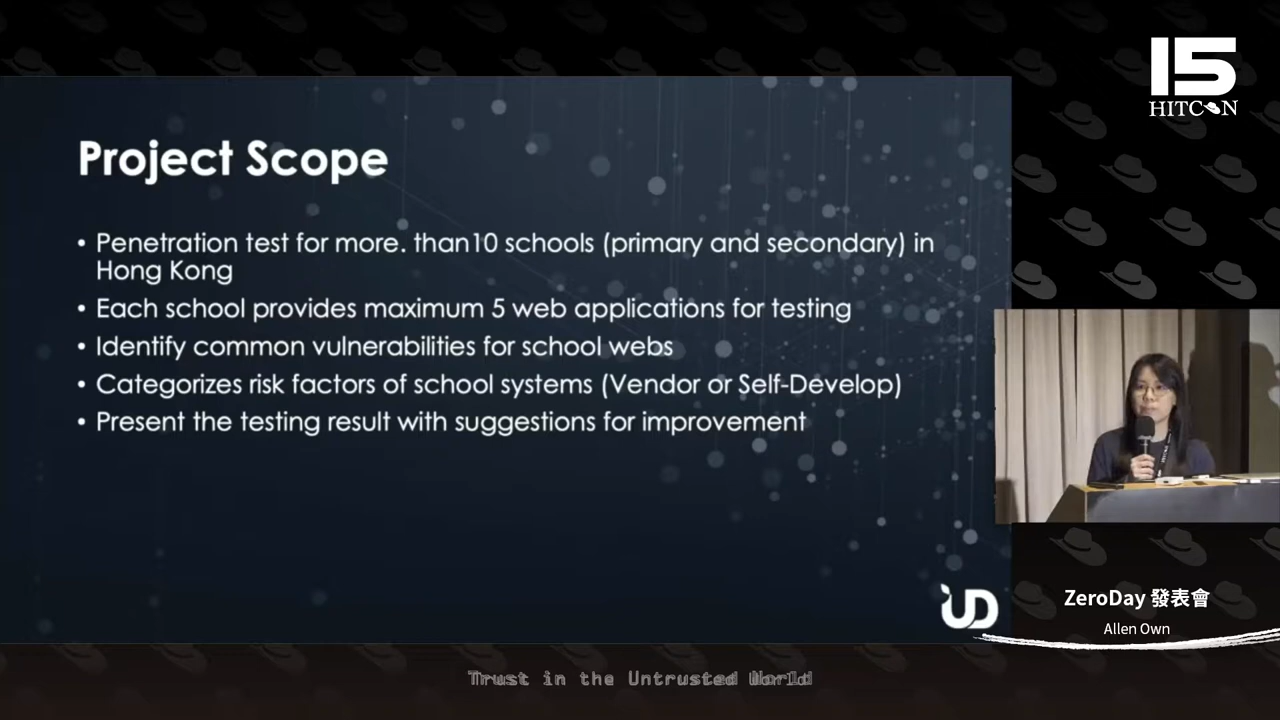 15
HITCON
Project Scope
• Penetration test for more. than10 schools (primary and secondary) in
Hong Kong
• Each school provides maximum 5 web applications for testing
• Identify common vulnerabilities for school webs
• Categorizes risk factors of school systems (Vendor or Self-Develop)
• Present the testing result with suggestions for improvement
UD
ZeroDay 發表會
Allen Own
Trust in the Untrusted World